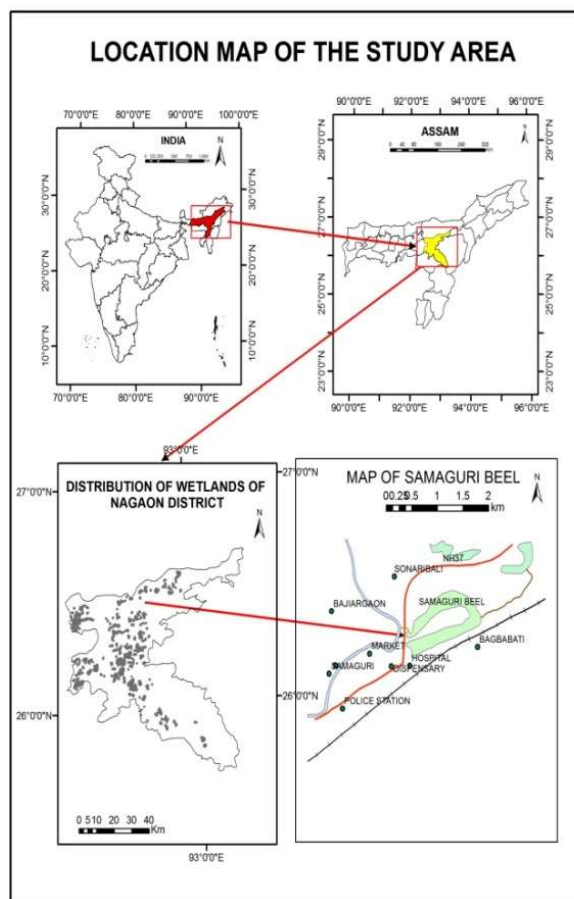 LOCATION MAP OF THE STUDY AREA
70°0'0"E 80°0'0"E 90°0'0"E 100°0'0"E
INDIA
N
30°0'0"N
20°0'0"N
10°0'0"N
30°0'0"N
20°0'0"N
10°0'0"N
70°0'0"E 80°0'0"E 90°0'0"E
90°0'0"E 92°0'0"E 94°0'0"E 96°0'0"E
ASSAM
N
29°0'0"N
27°0'0"N
25°0'0"N
23°0'0"N
29°0'0"N
27°0'0"N
25°0'0"N
23°0'0"N
90°0'0"E 92°0'0"E 94°0'0"E 96°0'0"E
93°0'0"E
27°0'0"N
DISTRIBUTION OF WETLANDS OF
NAGAON DISTRICT
N
26°0'0"N
0 5 10 20 30 40
Km
93°0'0"E
27°0'0"N
26°0'0"N
MAP OF SAMAGURI BEEL
00.250.5 1 1.5 2
km
N
NH37
SONARIBALI
BAJIARGAON
SAMAGURI BEEL
MARKET
BAGBABATI
SAMAGURI
HOSPITAL
DISPENSARY
POLICE STATION